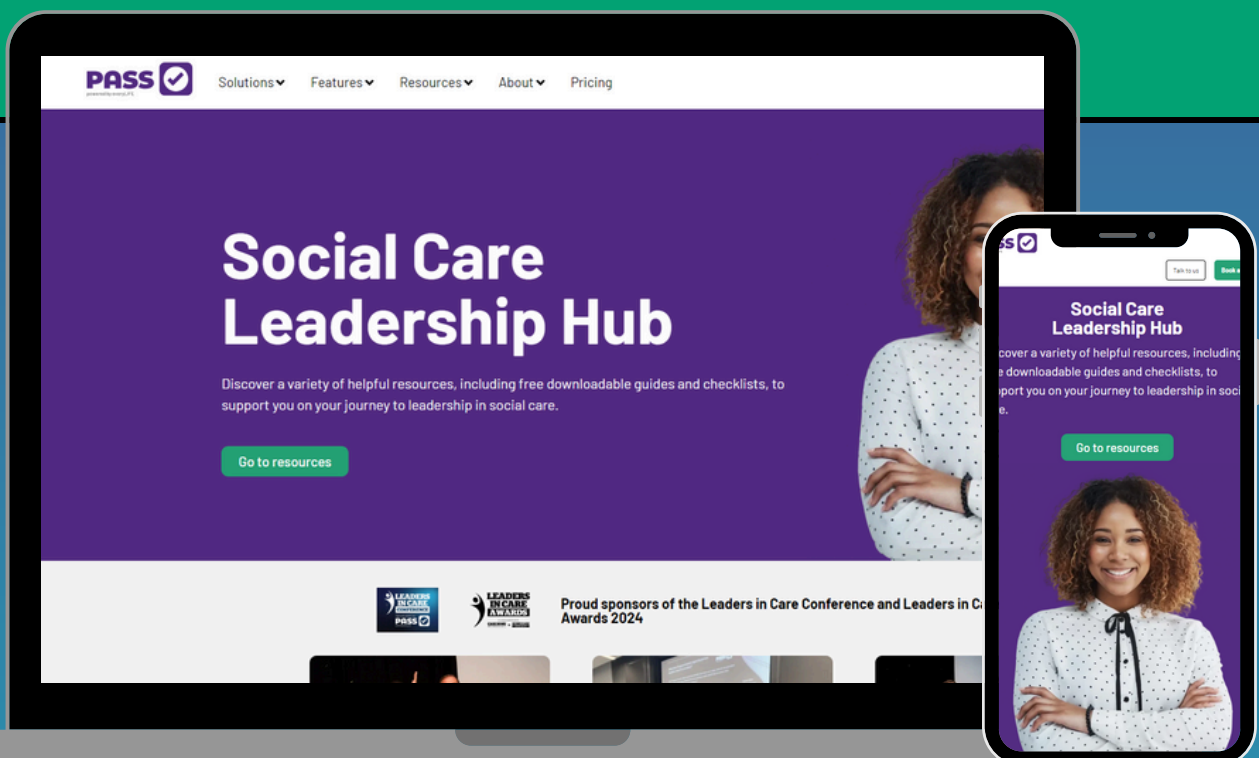 PASS
Solutions Features Resources About Pricing
Social Care
Leadership Hub
Discover a variety of helpful resources, including free downloadable guides and checklists, to
support you on your journey to leadership in social care.
Go to resources
LEADERS
IN CARE
CONFERENCE
PASS
LEADERS
IN CARE
AWARDS
Proud sponsors of the Leaders in Care Conference and Leaders in C
Awards 2024
SS
Talk to us
Book
Social Care
Leadership Hub
cover a variety of helpful resources, including
e downloadable guides and checklists, to
pport you on your journey to leadership in soci
e.
Go to resources